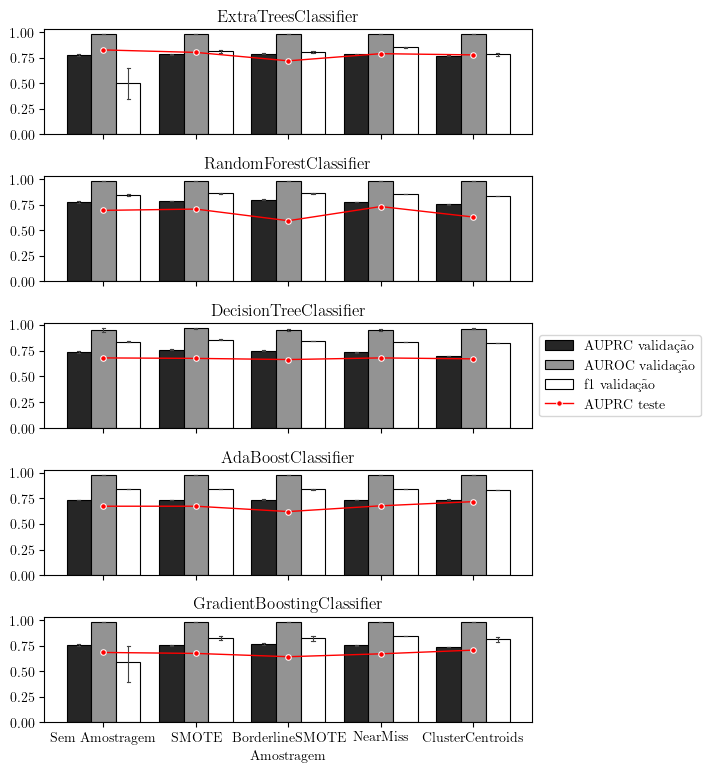 ExtraTreesClassifier
1.00
0.75
0.50
0.25
0.00
RandomForestClassifier
1.00
0.75
0.50
0.25
0.00
DecisionTreeClassifier
1.00
0.75
0.50
0.25
0.00
AUPRC validação
AUROC validação
f1 validação
AUPRC teste
AdaBoostClassifier
1.00
0.75
0.50
0.25
0.00
GradientBoostingClassifier
1.00
0.75
0.50
0.25
0.00
Sem Amostragem SMOTE BorderlineSMOTE NearMiss ClusterCentroids
Amostragem